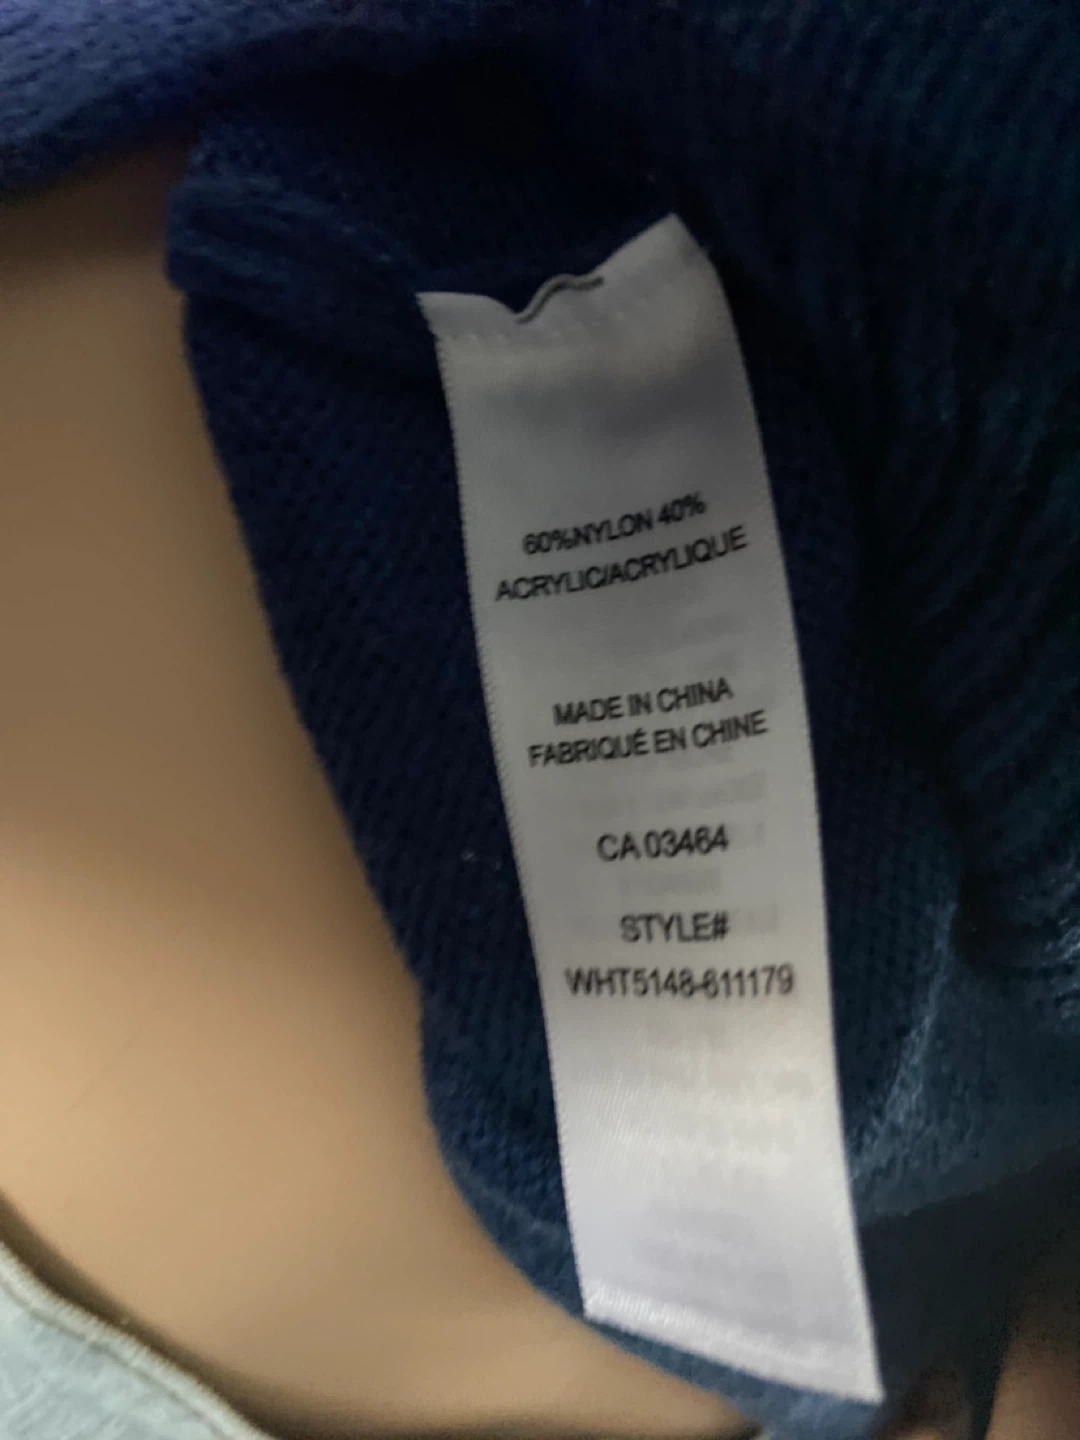 60%NYLON 40%
ACRYLIC/ACRYLIQUE
MADE IN CHINA
FABRIQUÉ EN CHINE
CA 03464
STYLE#
WHT5148-611179